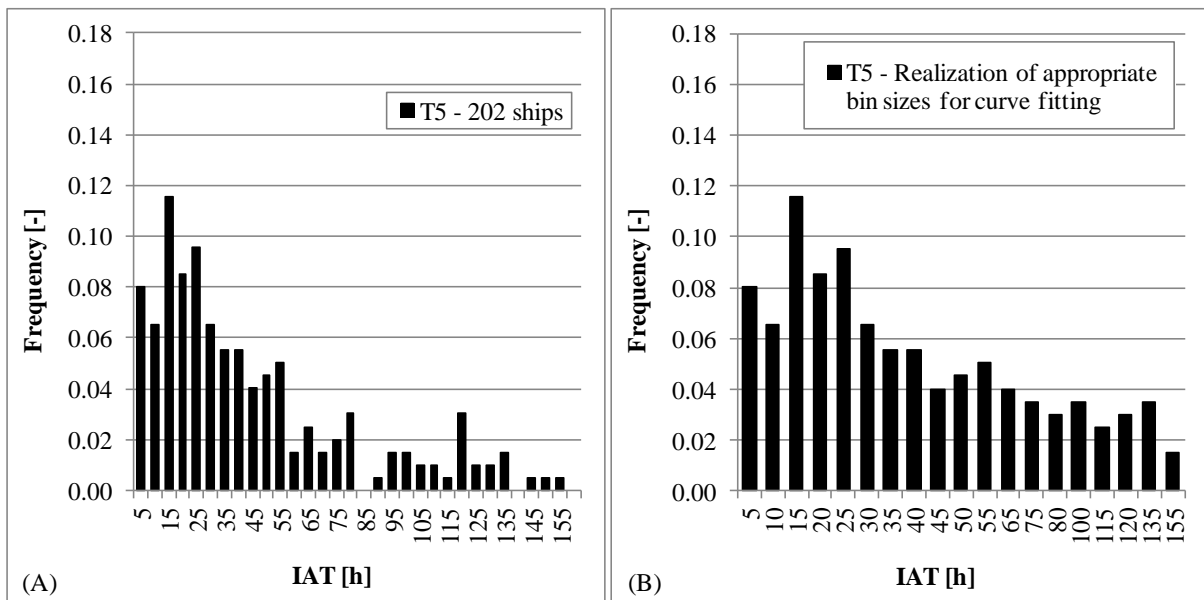 0.18
0.16
0.14
0.12
0.10
0.08
0.06
0.04
0.02
0.00
Frequency [-]
T5 - 202 ships
5 15 25 35 45 55 65 75 85 95 105 115 125 135 145 155
IAT [h]
(A)
0.18
0.16
0.14
0.12
0.10
0.08
0.06
0.04
0.02
0.00
Frequency [-]
T5 - Realization of appropriate
bin sizes for curve fitting
5 10 15 20 25 30 35 40 45 50 55 65 75 80 100 115 120 135 155
IAT [h]
(B)